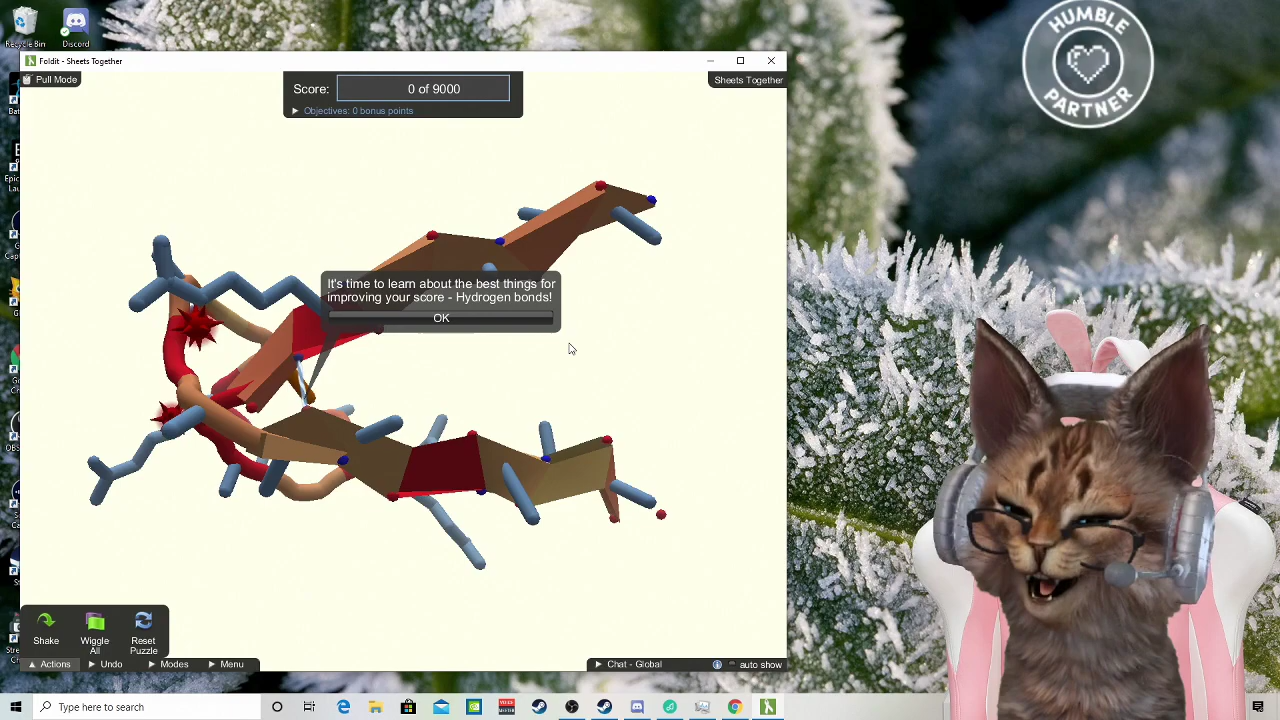 HUMBLE
PARTNER
Recycle Bin
Discord
Foldit - Sheets Together
Pull Mode
Score: 0 of 9000
Objectives: 0 bonus points
Sheets Together
It's time to learn about the best things for
improving your score - Hydrogen bonds!
OK
Shake
Wiggle
All
Reset
Puzzle
Actions
Undo
Modes
Menu
Chat - Global
auto show
Type here to search